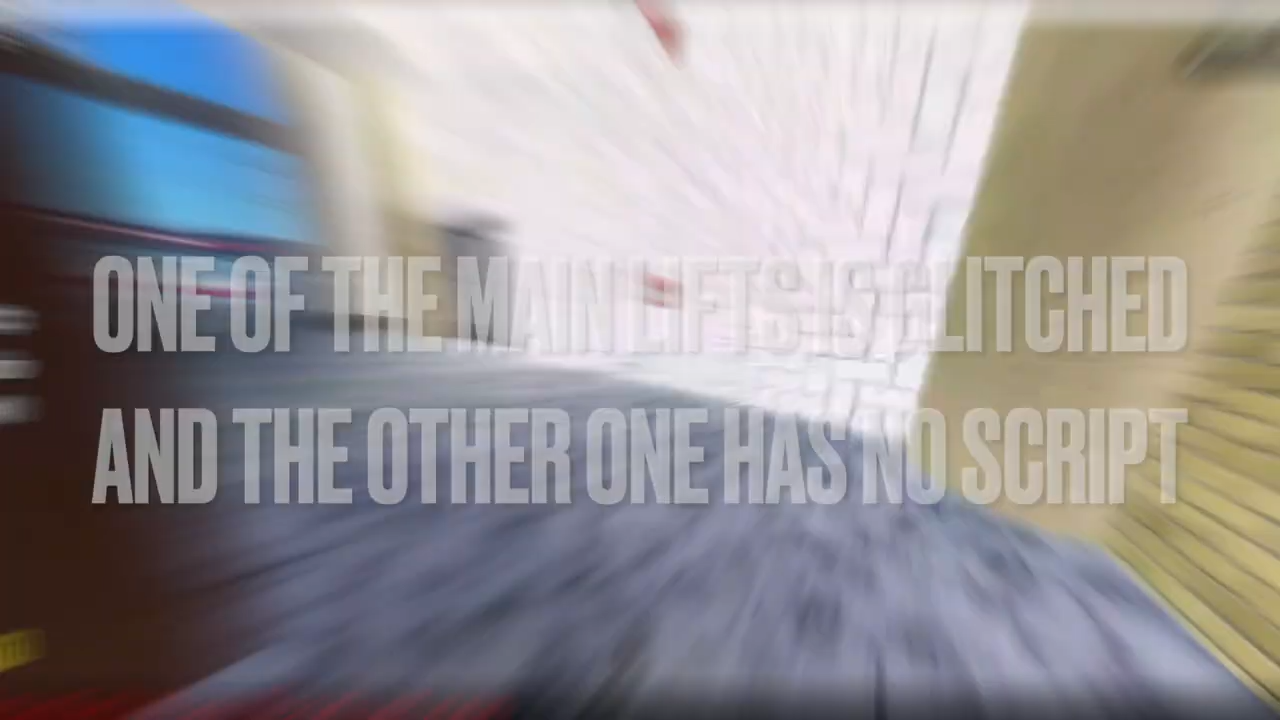 ONE OF THE MAIN LIFTS IS GLITCHED
AND THE OTHER ONE HAS NO SCRIPT